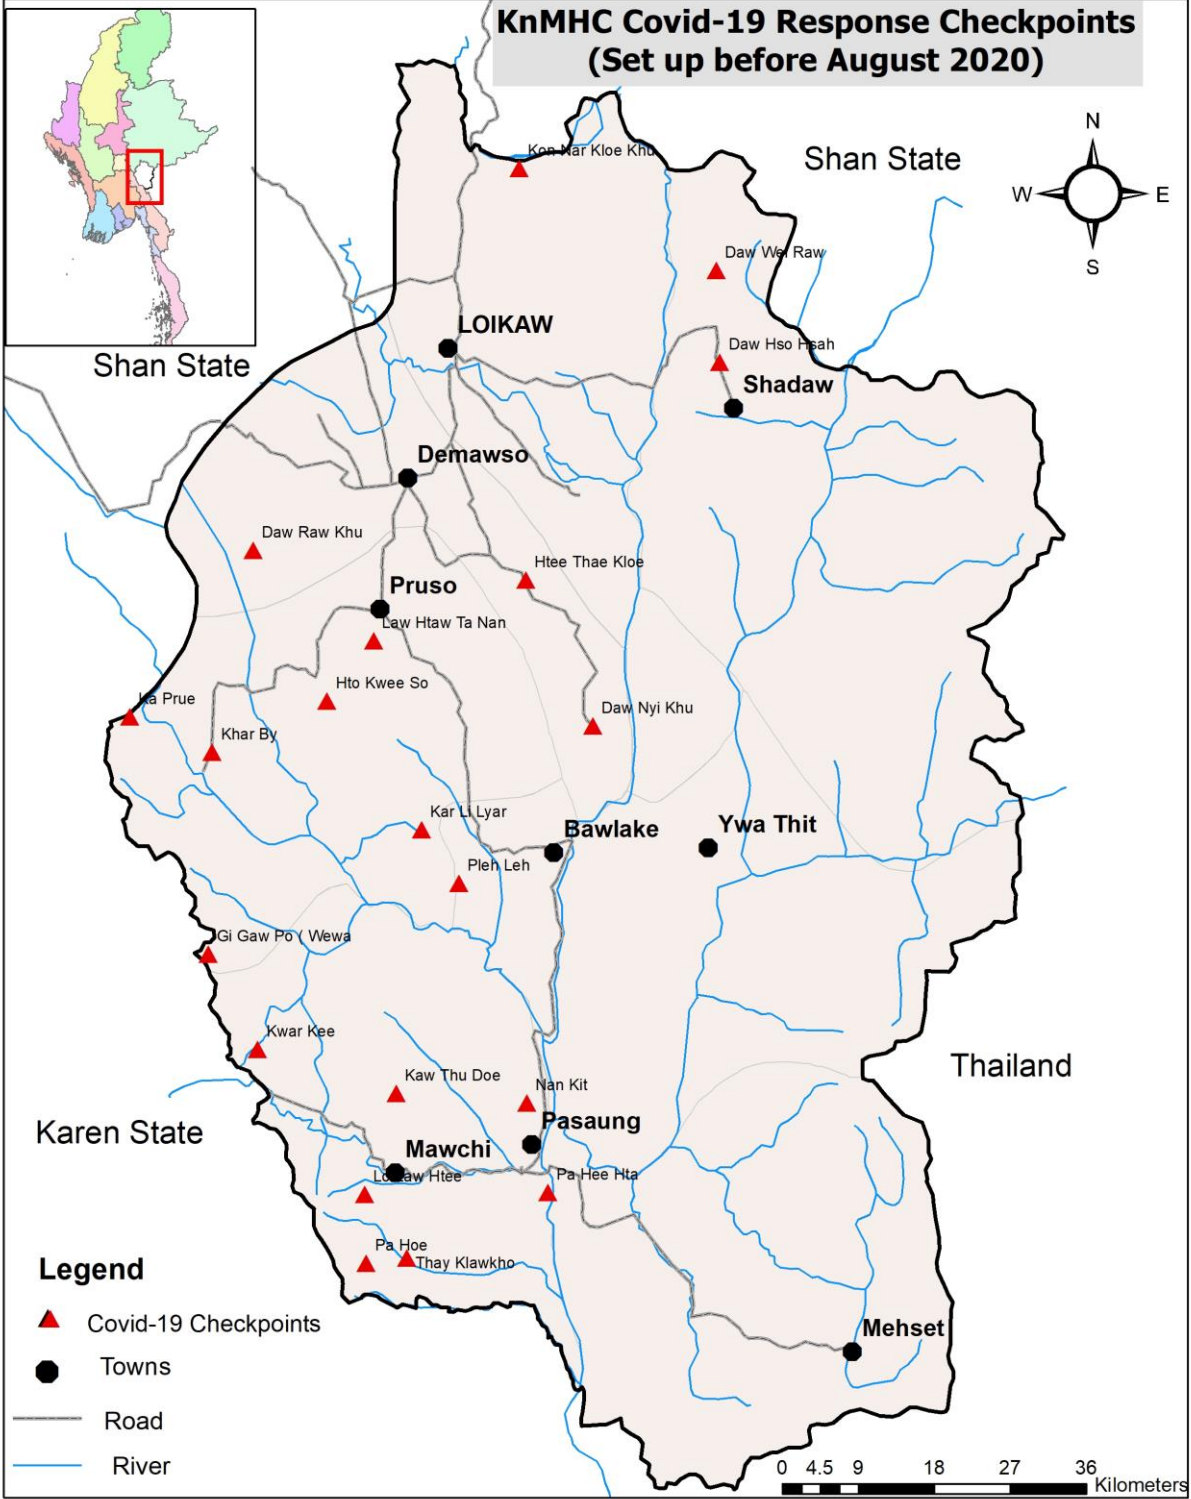 KnMHC Covid-19 Response Checkpoints
(Set up before August 2020)
N
W
E
S
Shan State
Kon Nar Kloe Khu
Daw Wei Raw
LOIKAW
Daw Hso Hsah
Shan State
Shadaw
Demawso
Daw Raw Khu
Htee Thae Kloe
Pruso
Law Htaw Ta Nan
Hto Kwee So
Ka Prue
Daw Nyi Khu
Khar By
Kar Li Lyar
Bawlake
Ywa Thit
Pleh Leh
Gi Gaw Po ( Wewa
Kwar Kee
Thailand
Kaw Thu Doe
Nan Kit
Karen State
Pasaung
Mawchi
Htee
Pa Hee Hta
Pa Hoe
Thay Klawkho
Legend
Covid-19 Checkpoints
Towns
Road
River
Mehset
0 4.5 9 18 27 36
Kilometers